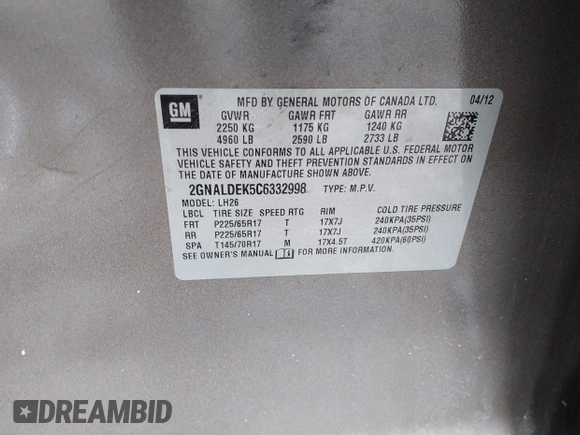 GM
MFD BY GENERAL MOTORS OF CANADA LTD. 04/12
GVWR GAWR FRT GAWR RR
2250 KG 1175 KG 1240 KG
4960 LB 2590 LB 2733 LB
THIS VEHICLE CONFORMS TO ALL APPLICABLE U.S. FEDERAL MOTOR
VEHICLE SAFETY AND THEFT PREVENTION STANDARDS IN EFFECT ON
THE DATE OF MANUFACTURE SHOWN ABOVE.
2GNALDEK5C6332998 TYPE: M.P.V.
MODEL: LH26
LBCL TIRE SIZE SPEED RTG RIM COLD TIRE PRESSURE
FRT P225/65R17 T 17X7J 240KPA(35PSI)
RR P225/65R17 T 17X7J 240KPA(35PSI)
SPA T145/70R17 M 17X4.5T 420KPA(60PSI)
SEE OWNER'S MANUAL FOR MORE INFORMATION.
DREAMBID